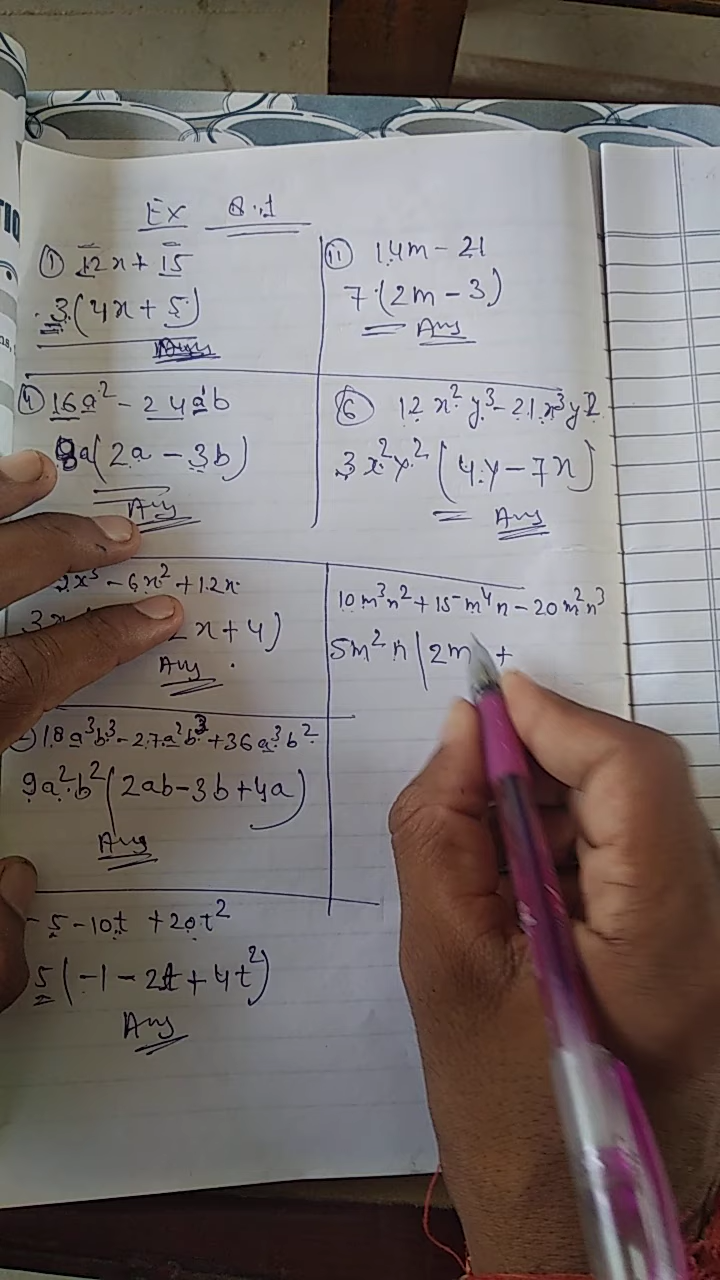 Ex 8.1
① 12x + 15
3(4x + 5)
Ans
⑪ 14m - 21
7(2m - 3)
Ans
④ 16a² - 24ab
8a(2a - 3b)
Ans
⑥ 12x²y³ - 21x³y²
3x²y²(4y - 7x)
Ans
x³ - 6x² + 12x
3x x + 4)
Ans
10m³n² + 15m⁴n - 20m²n³
5m²n(2m +
18a³b³ - 27a²b³ + 36a³b²
9a²b²(2ab - 3b + 4a)
Ans
- 5 - 10t + 20t²
5(-1 - 2t + 4t²)
Ans